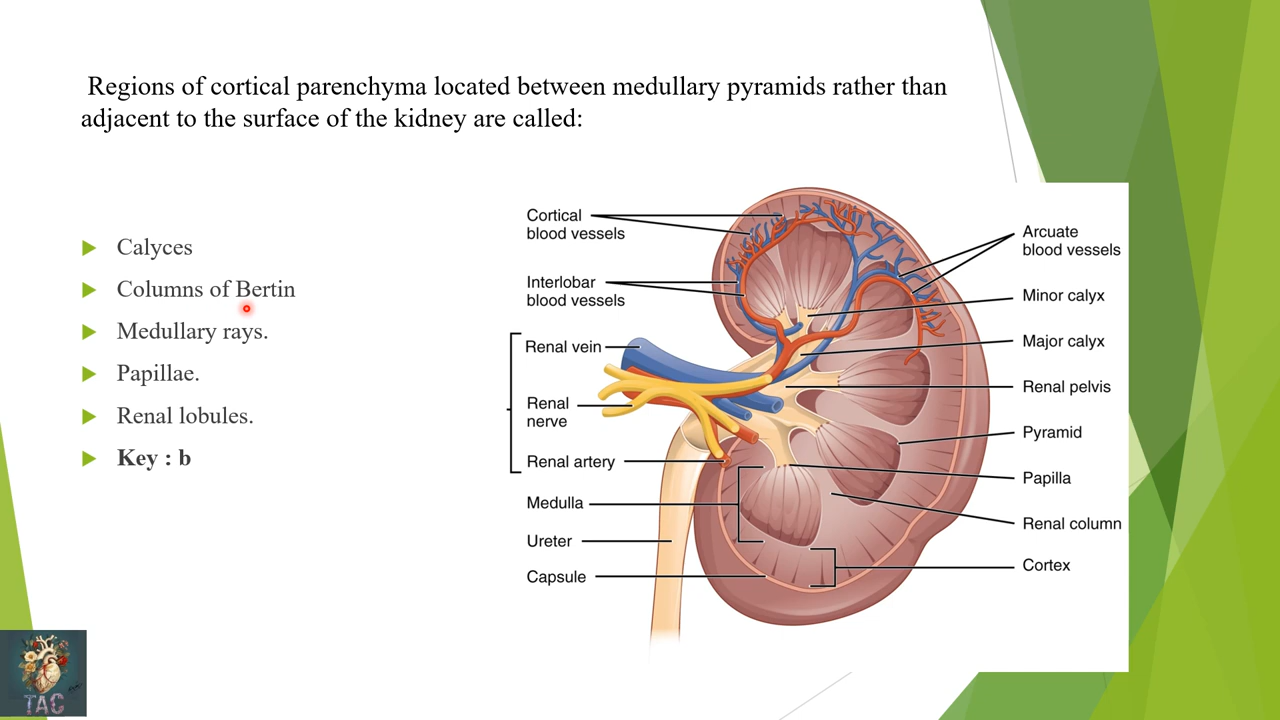 Regions of cortical parenchyma located between medullary pyramids rather than
adjacent to the surface of the kidney are called:
Calyces
Columns of Bertin
Medullary rays.
Papillae.
Renal lobules.
Key : b
Cortical
blood vessels
Interlobar
blood vessels
Renal vein
Renal
nerve
Renal artery
Medulla
Ureter
Capsule
Arcuate
blood vessels
Minor calyx
Major calyx
Renal pelvis
Pyramid
Papilla
Renal column
Cortex
TAC